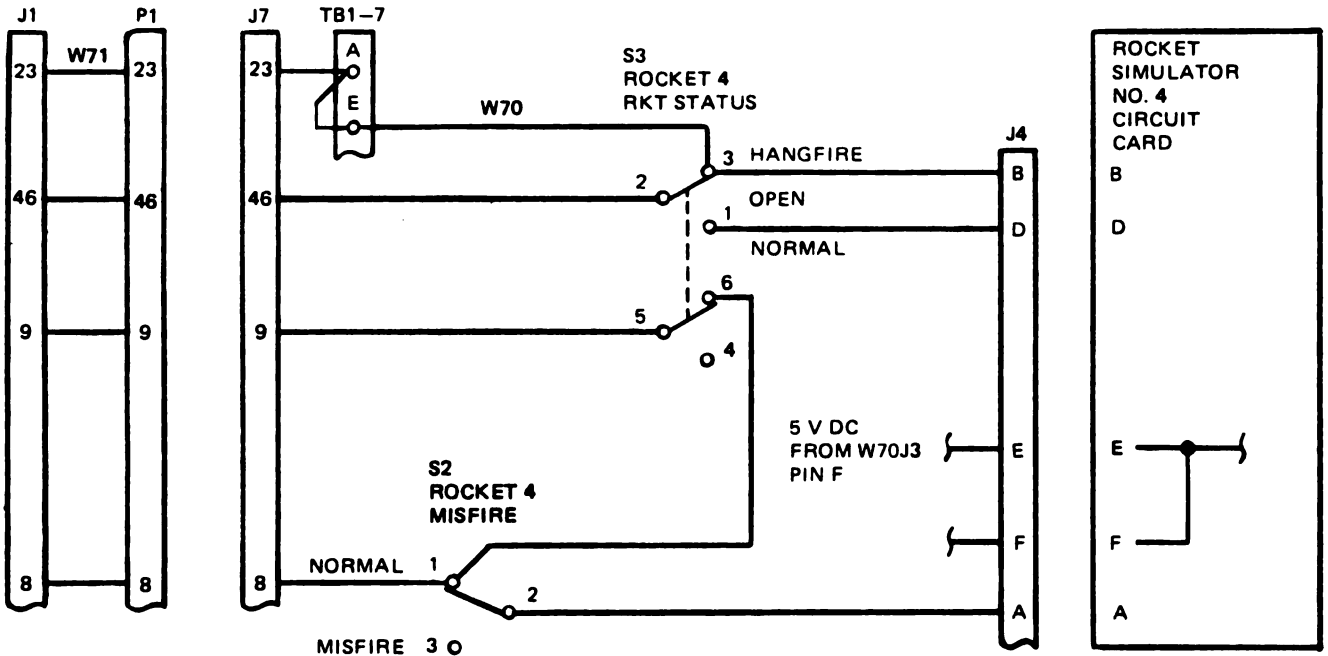 J1 P1 J7 TB1–7
W71
23 23 23 A
E
W70
S3
ROCKET 4
RKT STATUS
ROCKET
SIMULATOR
NO. 4
CIRCUIT
CARD
J4
3 HANGFIRE B B
46 46 46 2
OPEN
1 D D
NORMAL
6
9 9 9 5
4
5 V DC
FROM W70J3
PIN F
E E
S2
ROCKET 4
MISFIRE
F F
NORMAL 1
8 8 8
2 A A
MISFIRE 3